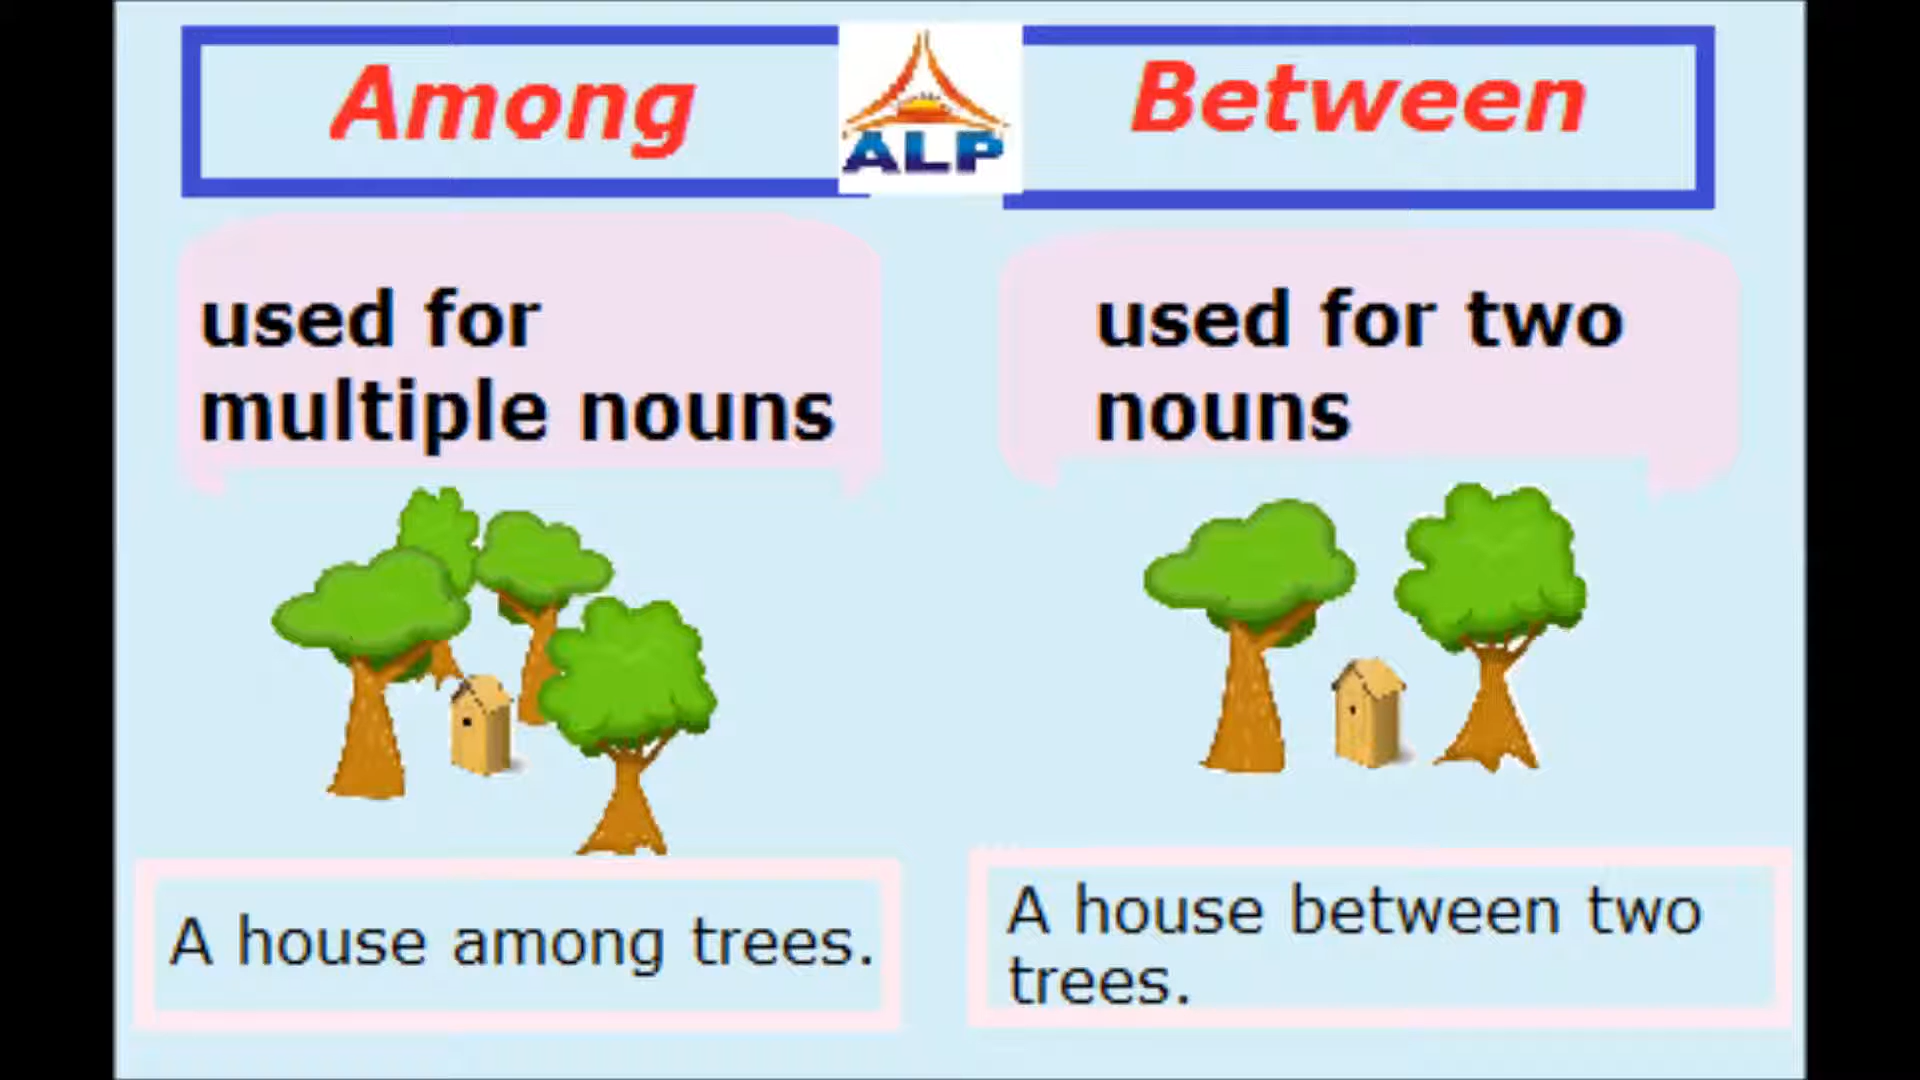 Among
ALP
Between
used for
multiple nouns
used for two
nouns
A house among trees.
A house between two
trees.